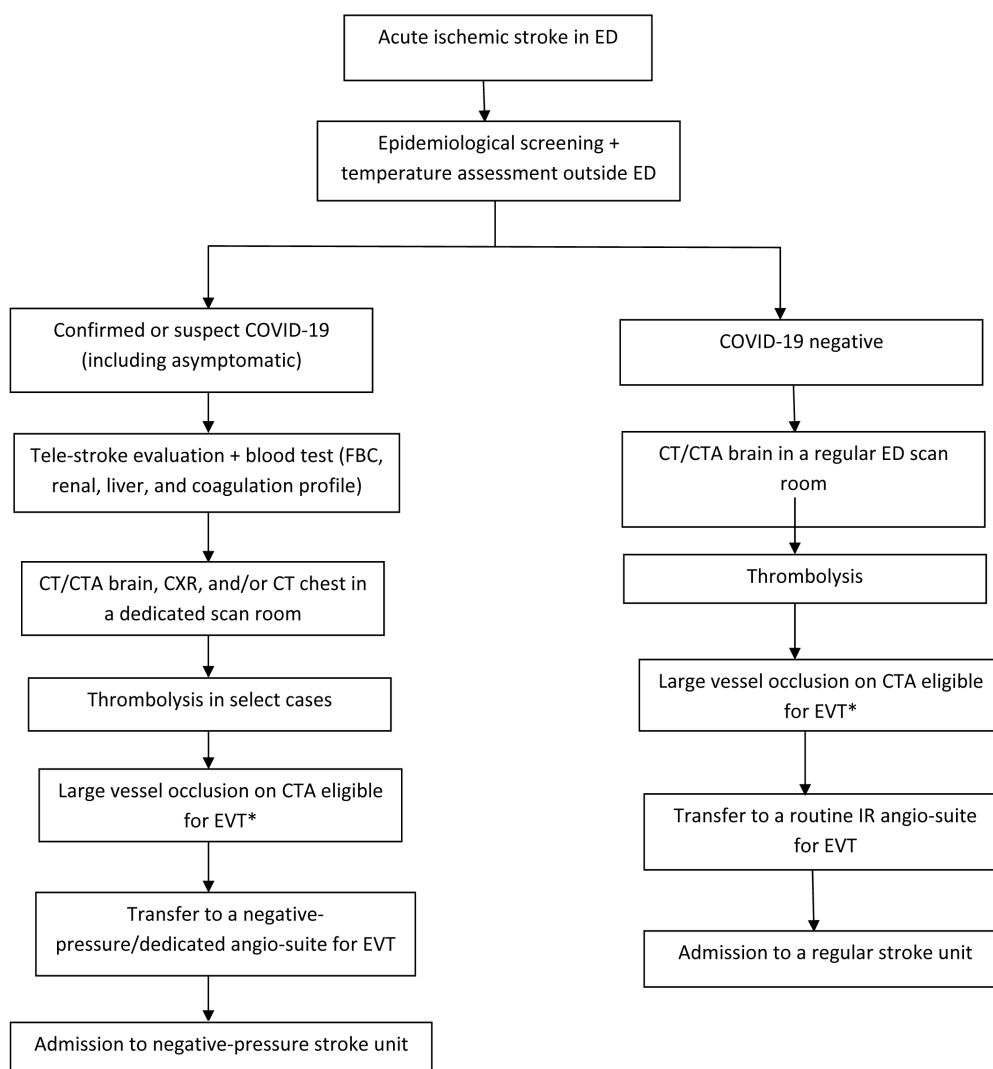 Acute ischemic stroke in ED
Epidemiological screening +
temperature assessment outside ED
Confirmed or suspect COVID-19
(including asymptomatic)
Tele-stroke evaluation + blood test (FBC,
renal, liver, and coagulation profile)
CT/CTA brain, CXR, and/or CT chest in
a dedicated scan room
Thrombolysis in select cases
Large vessel occlusion on CTA eligible
for EVT*
Transfer to a negative-
pressure/dedicated angio-suite for EVT
Admission to negative-pressure stroke unit
COVID-19 negative
CT/CTA brain in a regular ED scan
room
Thrombolysis
Large vessel occlusion on CTA eligible
for EVT*
Transfer to a routine IR angio-suite
for EVT
Admission to a regular stroke unit